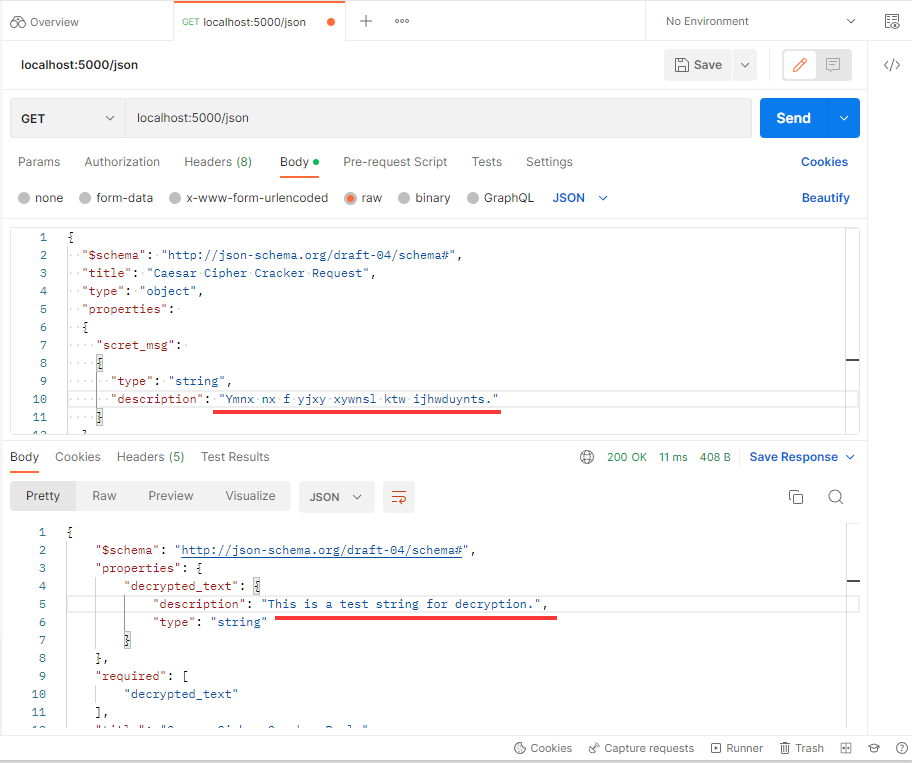 Overview
GET localhost:5000/json
No Environment
localhost:5000/json
Save
GET localhost:5000/json Send
Params Authorization Headers (8) Body Pre-request Script Tests Settings Cookies
none form-data x-www-form-urlencoded raw binary GraphQL JSON Beautify
1 {
2 "$schema": "http://json-schema.org/draft-04/schema#",
3 "title": "Caesar Cipher Cracker Request",
4 "type": "object",
5 "properties":
6 {
7 "scret_msg":
8 {
9 "type": "string",
10 "description": "Ymnx nx f yjxy xywnsl ktw ijhwduynts."
11 }
Body Cookies Headers (5) Test Results 200 OK 11 ms 408 B Save Response
Pretty Raw Preview Visualize JSON
1 {
2 "$schema": "http://json-schema.org/draft-04/schema#",
3 "properties": {
4 "decrypted_text": {
5 "description": "This is a test string for decryption.",
6 "type": "string"
7 }
8 },
9 "required": [
10 "decrypted_text"
11 ],
Cookies Capture requests Runner Trash